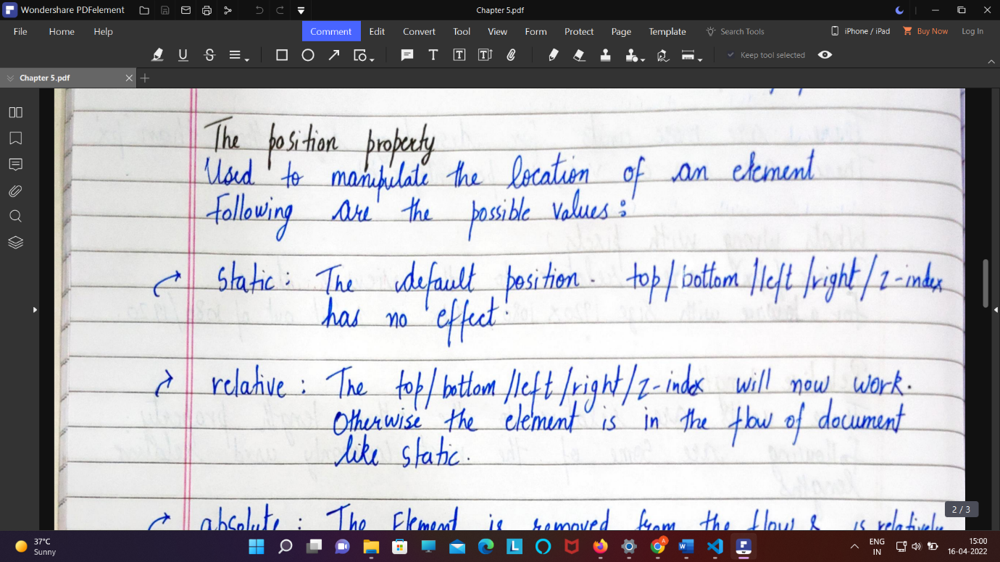 Wondershare PDFelement
Chapter 5.pdf
File Home Help
Comment Edit Convert Tool View Form Protect Page Template Search Tools
iPhone / iPad Buy Now Log In
Keep tool selected
Chapter 5.pdf
The position property
Used to manipulate the location of an element
Following are the possible values :
static : The default position. top/bottom/left/right/z-index
has no effect.
relative : The top/bottom/left/right/z-index will now work.
Otherwise the element is in the flow of document
like static.
absolute : The Element is removed from the flow & is relatively
2 / 3
37°C
Sunny
ENG
IN
15:00
16-04-2022